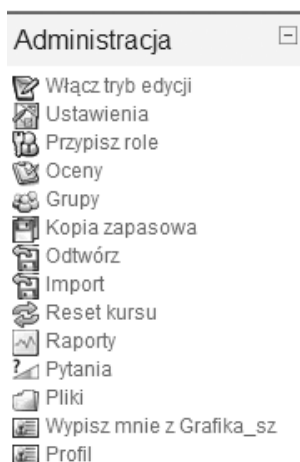 Administracja
Włącz tryb edycji
Ustawienia
Przypisz role
Oceny
Grupy
Kopia zapasowa
Odtwórz
Import
Reset kursu
Raporty
Pytania
Pliki
Wypisz mnie z Grafika_sz
Profil